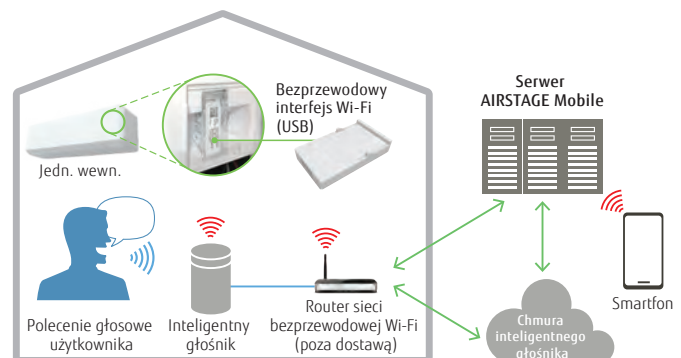 Bezprzewodowy
interfejs Wi-Fi
(USB)
Serwer
AIRSTAGE Mobile
Jedn. wewn.
Smartfon
Polecenie głosowe
użytkownika
Inteligentny
głośnik
Router sieci
bezprzewodowej Wi-Fi
(poza dostawą)
Chmura
inteligentnego
głośnika